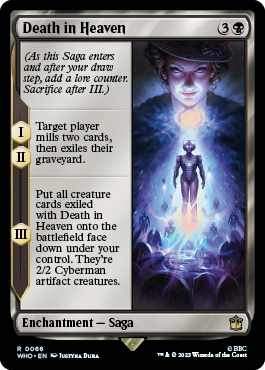 Death in Heaven 3
(As this Saga enters
and after your draw
step, add a lore counter.
Sacrifice after III.)
I
II
Target player
mills two cards,
then exiles their
graveyard.
III
Put all creature
cards exiled
with Death in
Heaven onto the
battlefield face
down under your
control. They're
2/2 Cyberman
artifact creatures.
Enchantment — Saga
R 0066
WHO • EN JUSTYNA DURA
© BBC
™ & © 2023 Wizards of the Coast